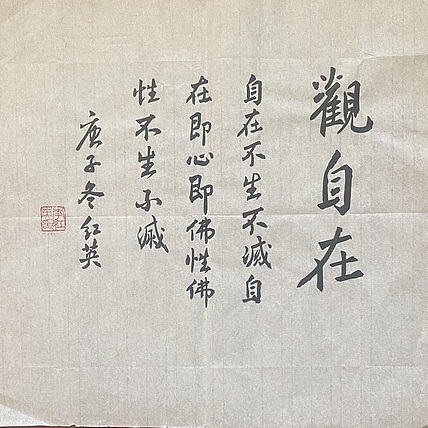 觀自在
自在不生不滅自
在即心即佛性佛
性不生不滅
庚子冬红英